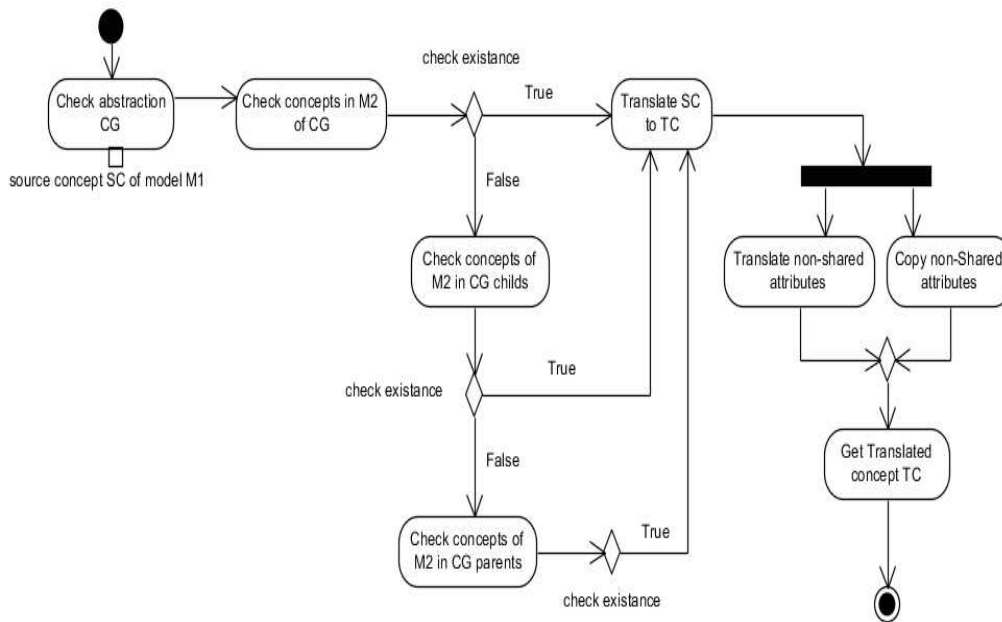 check existance
True
Check abstraction
CG
source concept SC of model M1
Check concepts in M2
of CG
Translate SC
to TC
False
Check concepts of
M2 in CG childs
Translate non-shared
attributes
Copy non-Shared
attributes
check existance
True
False
Get Translated
concept TC
Check concepts of
M2 in CG parents
True
check existance